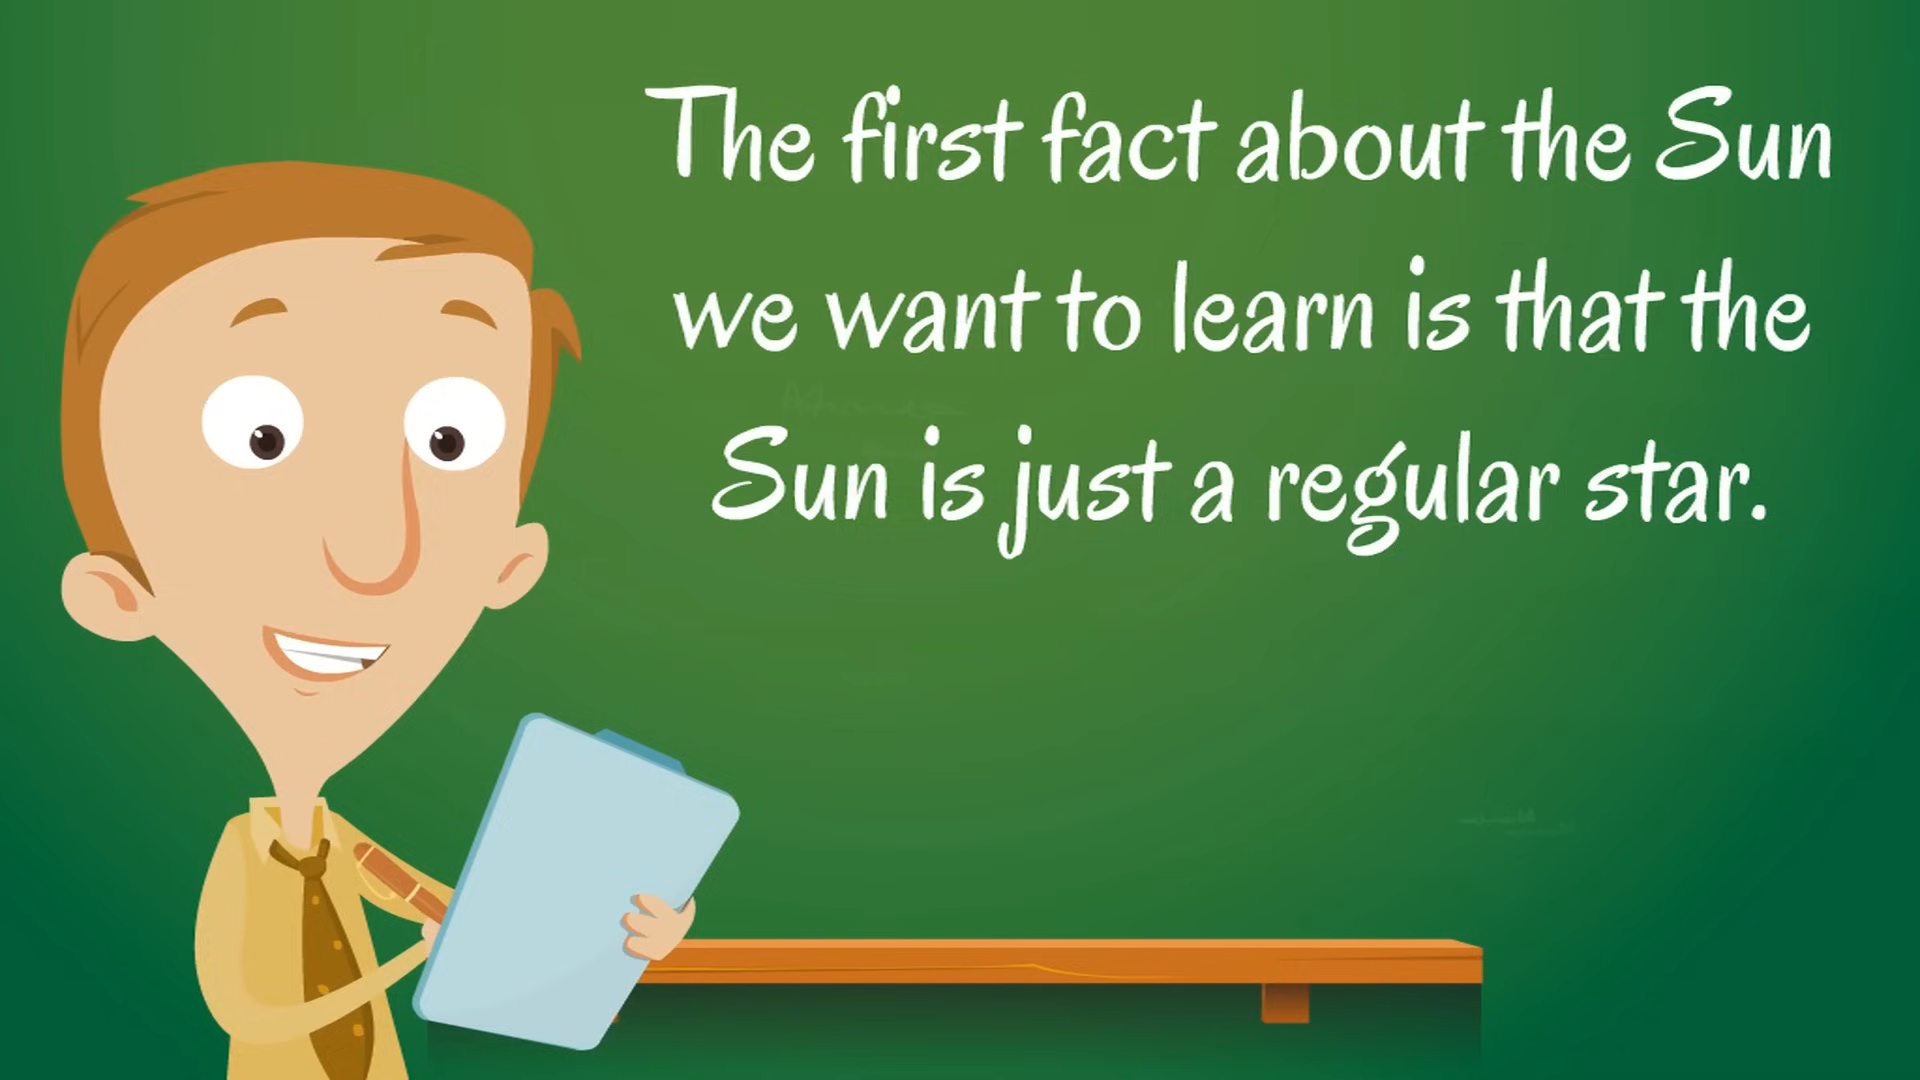 The first fact about the Sun
we want to learn is that the
Sun is just a regular star.